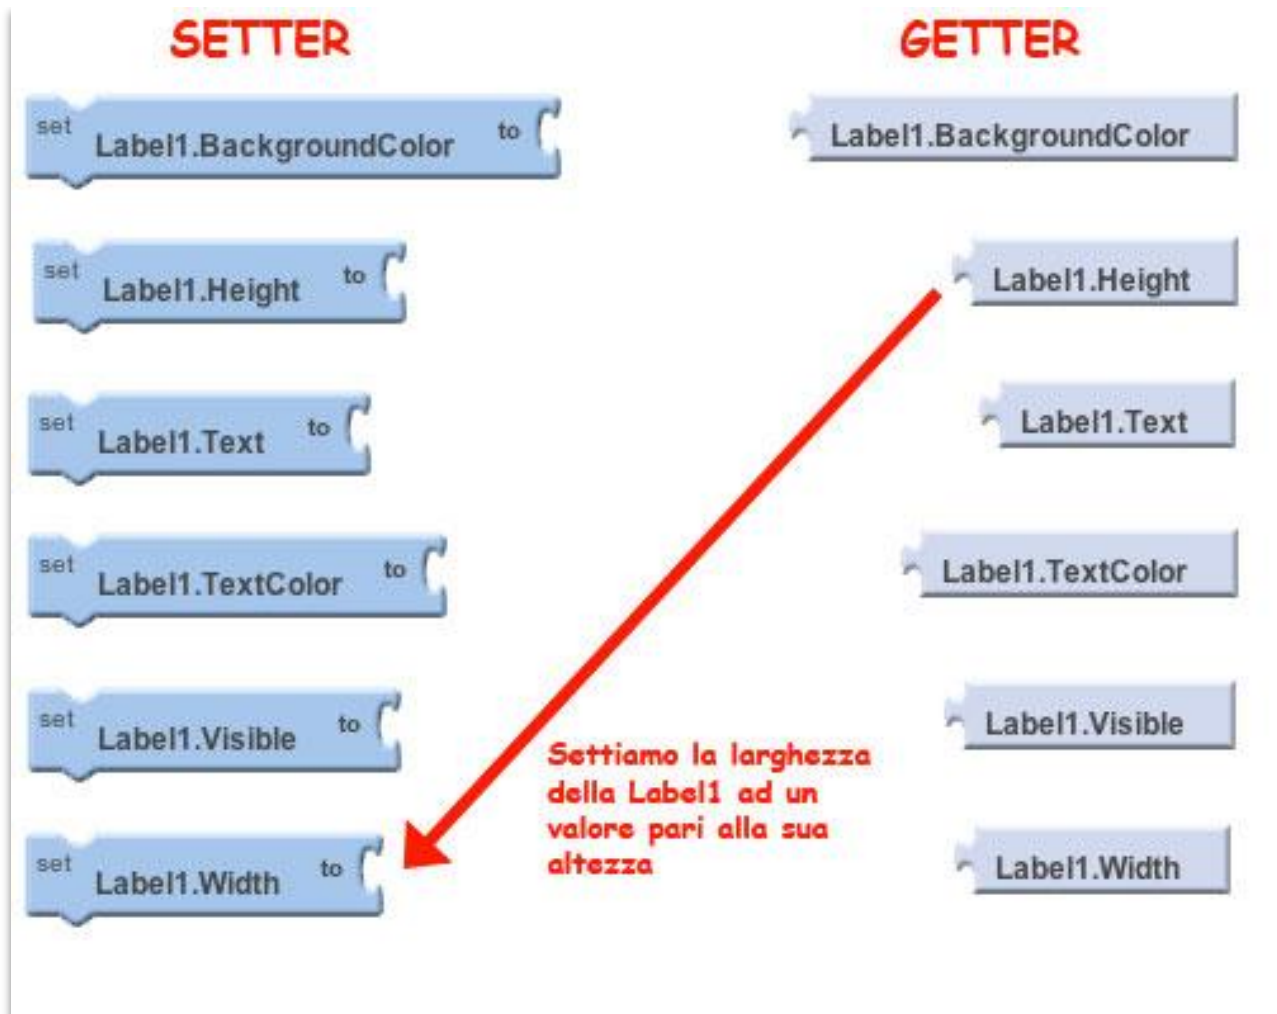 SETTER
GETTER
set Label1.BackgroundColor to
Label1.BackgroundColor
set Label1.Height to
Label1.Height
set Label1.Text to
Label1.Text
set Label1.TextColor to
Label1.TextColor
set Label1.Visible to
Label1.Visible
Settiamo la larghezza
della Label1 ad un
valore pari alla sua
altezza
set Label1.Width to
Label1.Width